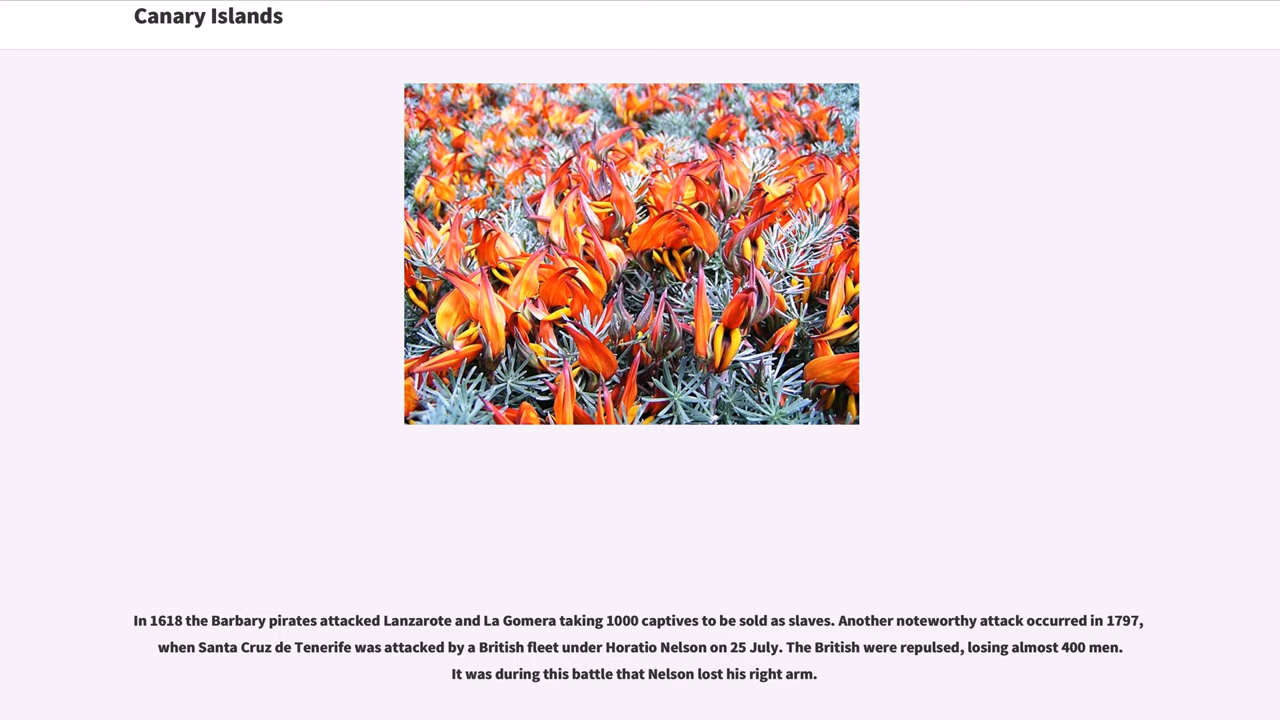 Canary Islands
In 1618 the Barbary pirates attacked Lanzarote and La Gomera taking 1000 captives to be sold as slaves. Another noteworthy attack occurred in 1797,
when Santa Cruz de Tenerife was attacked by a British fleet under Horatio Nelson on 25 July. The British were repulsed, losing almost 400 men.
It was during this battle that Nelson lost his right arm.